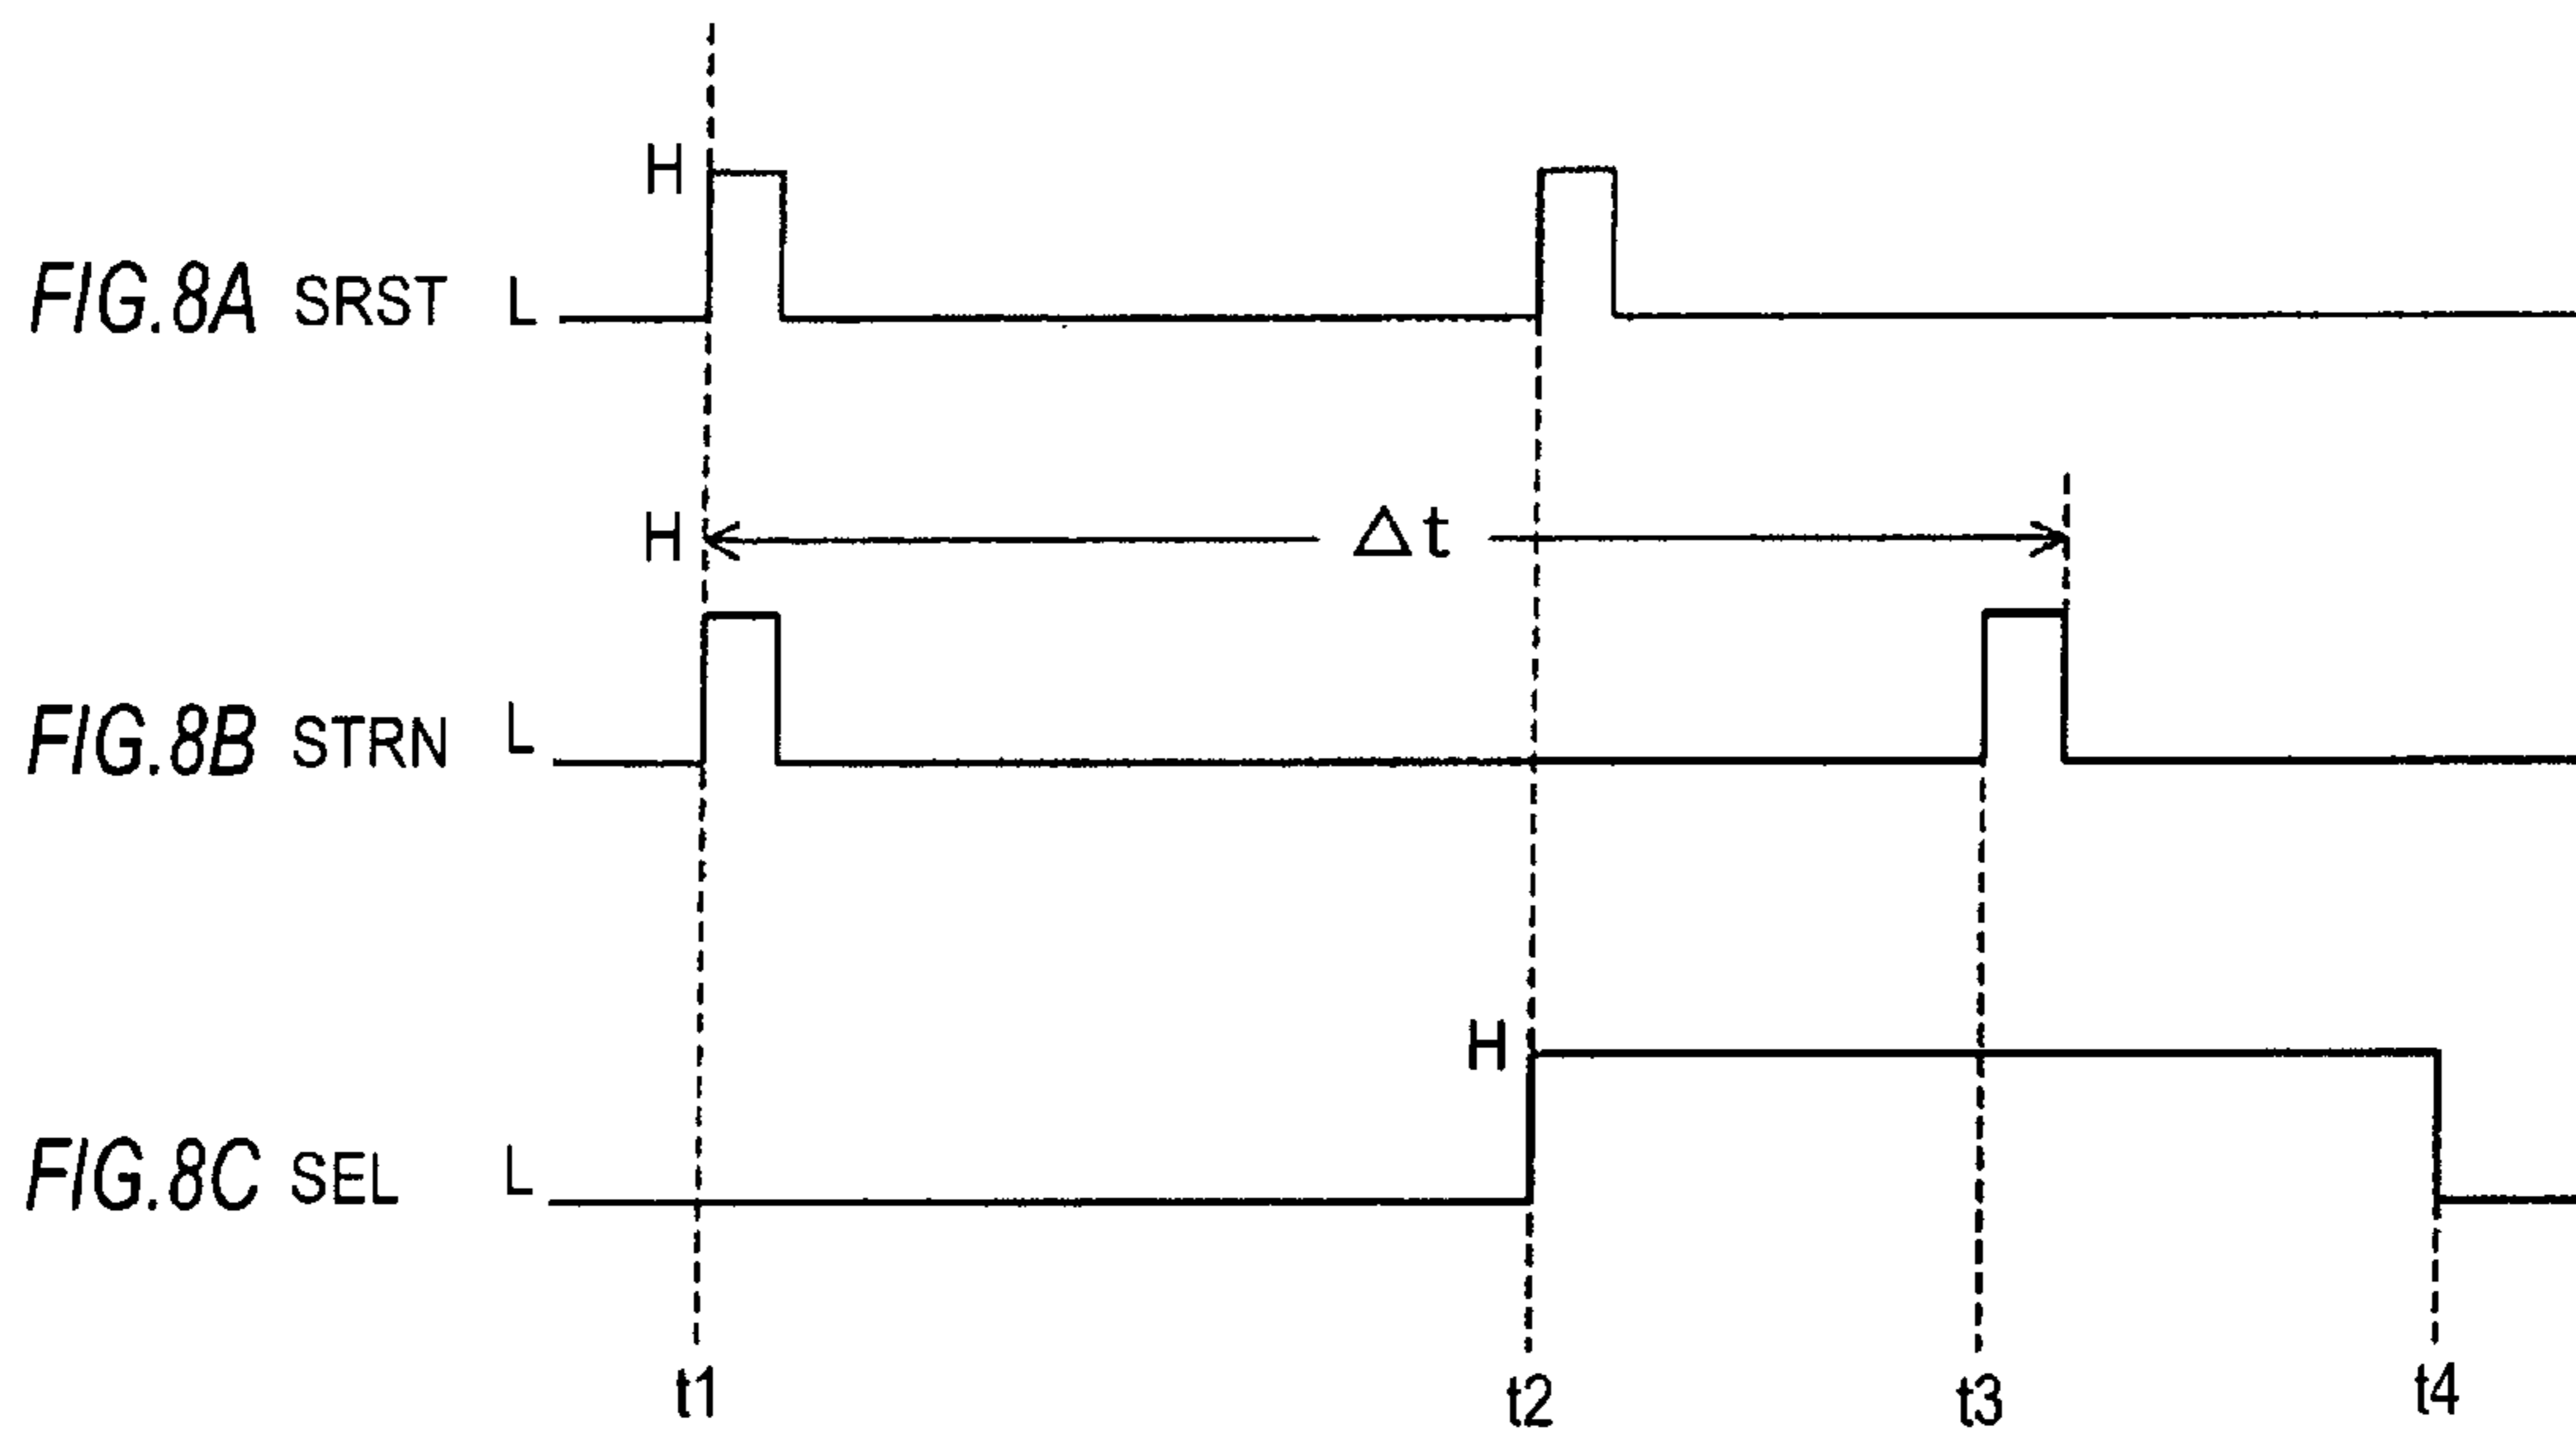 H
FIG.8A SRST L
H Δt
FIG.8B STRN L
H
FIG.8C SEL L
t1 t2 t3 t4